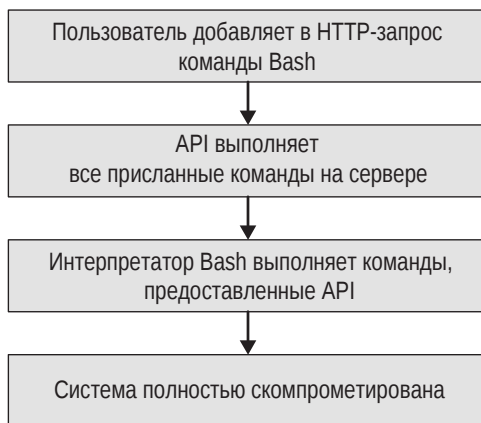 Пользователь добавляет в HTTP-запрос
команды Bash
API выполняет
все присланные команды на сервере
Интерпретатор Bash выполняет команды,
предоставленные API
Система полностью скомпрометирована